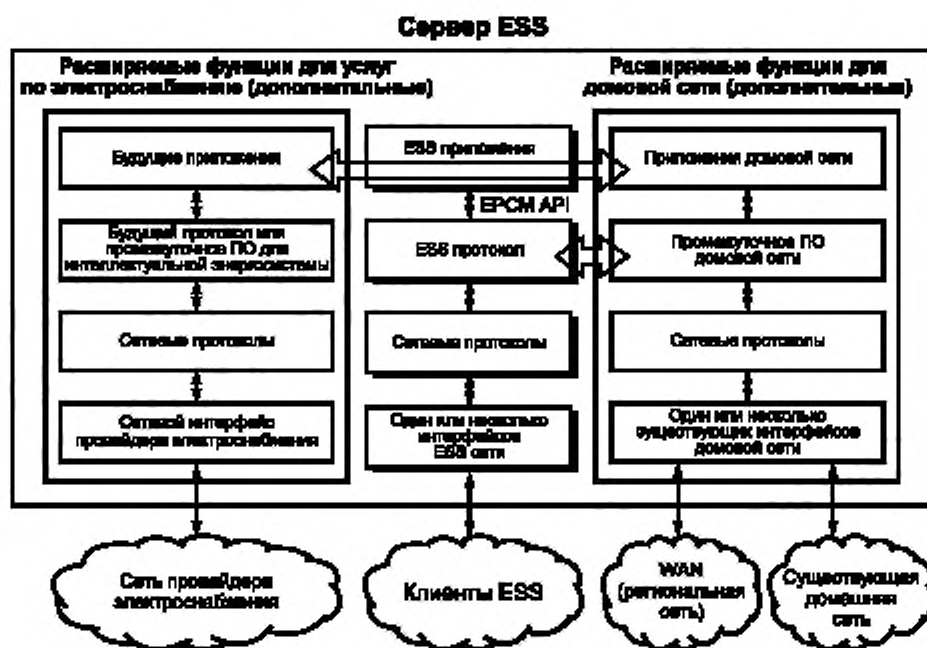 Сервер ESS
Расширяемые функции для услуг
по электроснабжению (дополнительные)
Расширяемые функции для
домовой сети (дополнительные)
Будущие приложения
ESS приложения
Приложения домовой сети
EPCM API
Будущий протокол или
промежуточное ПО для
интеллектуальной энергосистемы
ESS протокол
Промежуточное ПО
домовой сети
Сетевые протоколы
Сетевые протоколы
Сетевые протоколы
Сетевой интерфейс
провайдера электроснабжения
Один или несколько
интерфейсов
ESS сети
Один или несколько
существующих интерфейсов
домовой сети
Сеть провайдера
электроснабжения
Клиенты ESS
WAN
(региональная
сеть)
Существующая
домашняя
сеть